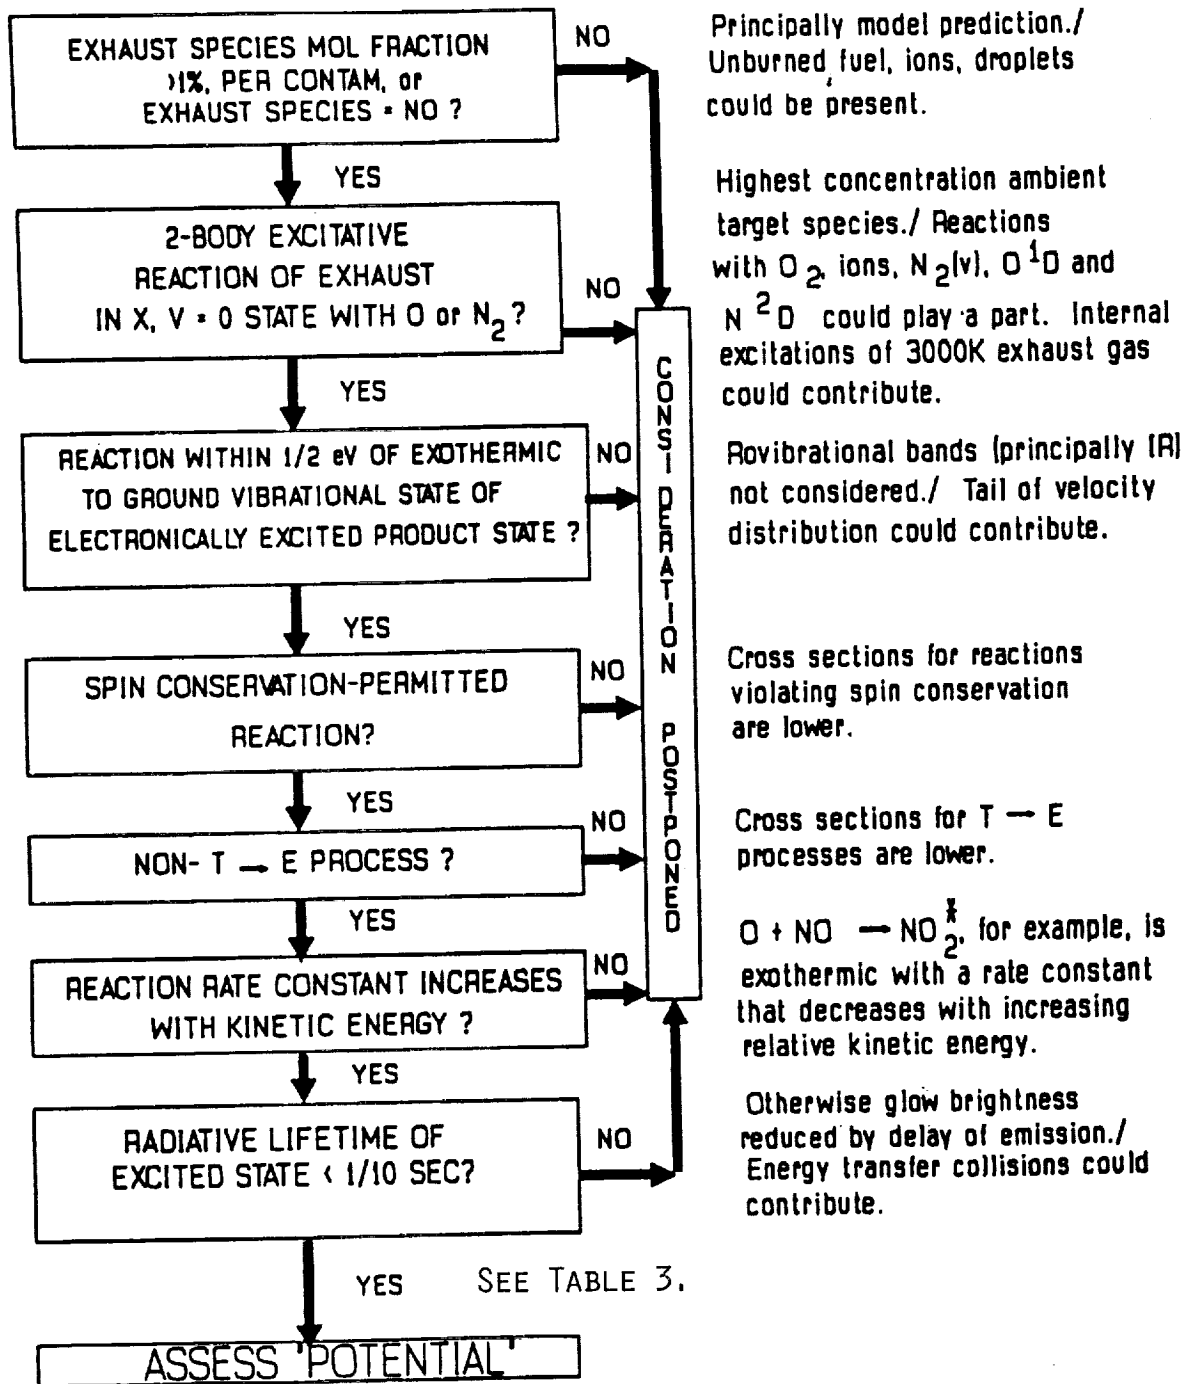 EXHAUST SPECIES MOL FRACTION
>1%, PER CONTAM, or
EXHAUST SPECIES = NO ?
NO
Principally model prediction./
Unburned fuel, ions, droplets
could be present.
YES
2-BODY EXCITATIVE
REACTION OF EXHAUST
IN X, V = 0 STATE WITH O or N₂?
NO
Highest concentration ambient
target species./ Reactions
with O₂, ions, N₂(v), O ¹D and
N ²D could play a part. Internal
excitations of 3000K exhaust gas
could contribute.
YES
REACTION WITHIN 1/2 eV OF EXOTHERMIC
TO GROUND VIBRATIONAL STATE OF
ELECTRONICALLY EXCITED PRODUCT STATE ?
NO
Rovibrational bands (principally IR)
not considered./ Tail of velocity
distribution could contribute.
YES
SPIN CONSERVATION-PERMITTED
REACTION?
NO
Cross sections for reactions
violating spin conservation
are lower.
YES
NON- T → E PROCESS ?
NO
Cross sections for T → E
processes are lower.
YES
REACTION RATE CONSTANT INCREASES
WITH KINETIC ENERGY ?
NO
O + NO → NO₂*, for example, is
exothermic with a rate constant
that decreases with increasing
relative kinetic energy.
YES
RADIATIVE LIFETIME OF
EXCITED STATE < 1/10 SEC?
NO
Otherwise glow brightness
reduced by delay of emission./
Energy transfer collisions could
contribute.
CONSIDERATION POSTPONED
YES
SEE TABLE 3.
ASSESS 'POTENTIAL'